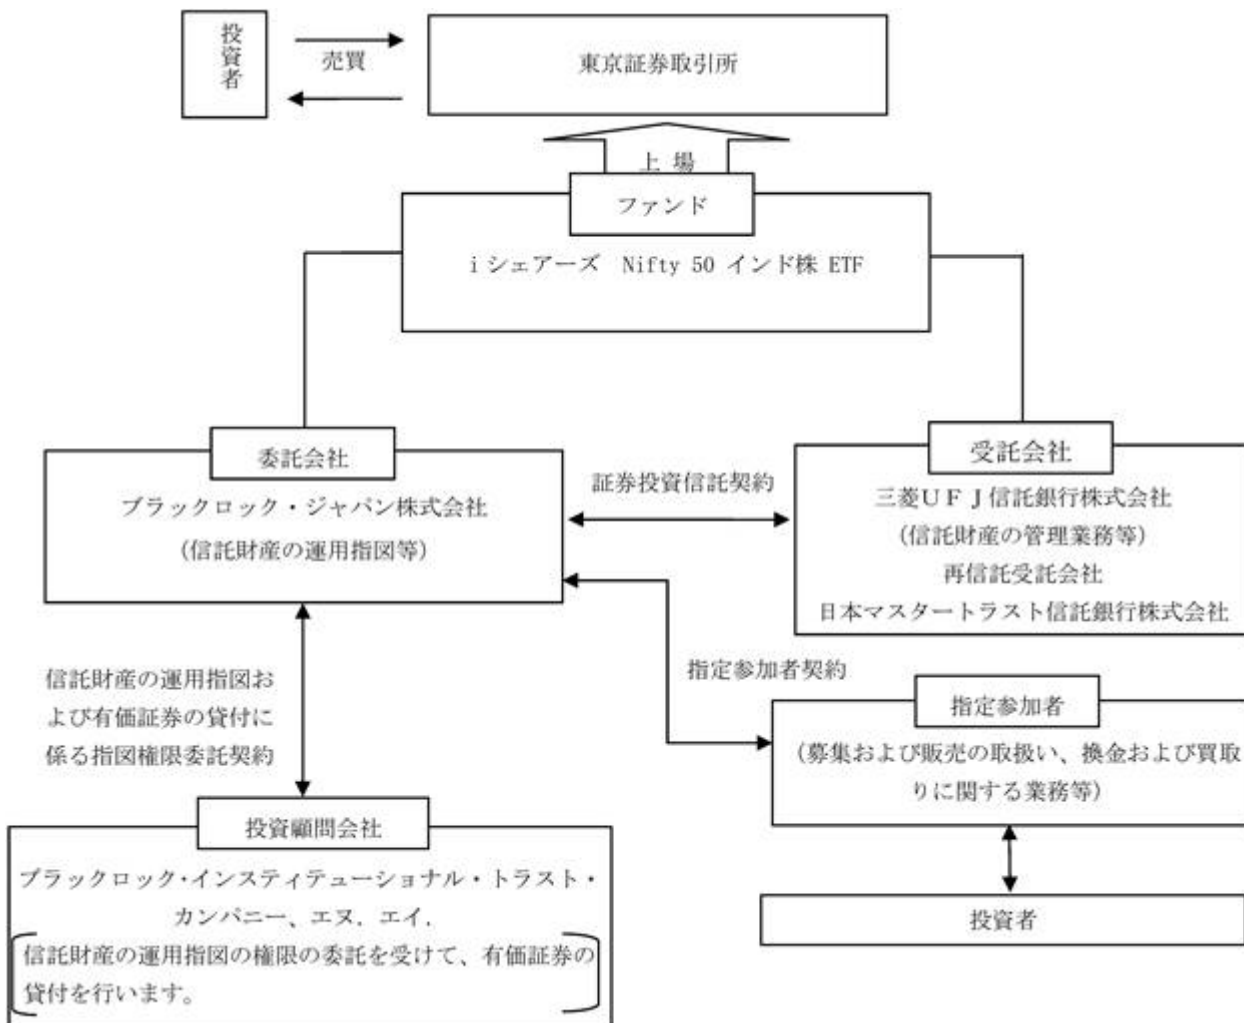 投資者
売買
東京証券取引所
上 場
ファンド
i シェアーズ　Nifty 50 インド株 ETF
委託会社
ブラックロック・ジャパン株式会社
(信託財産の運用指図等)
証券投資信託契約
受託会社
三菱ＵＦＪ信託銀行株式会社
(信託財産の管理業務等)
再信託受託会社
日本マスタートラスト信託銀行株式会社
信託財産の運用指図お
よび有価証券の貸付に
係る指図権限委託契約
指定参加者契約
指定参加者
(募集および販売の取扱い、換金および買取
りに関する業務等)
投資顧問会社
ブラックロック・インスティテューショナル・トラスト・
カンパニー、エヌ．エイ．
信託財産の運用指図の権限の委託を受けて、有価証券の
貸付を行います。
投資者